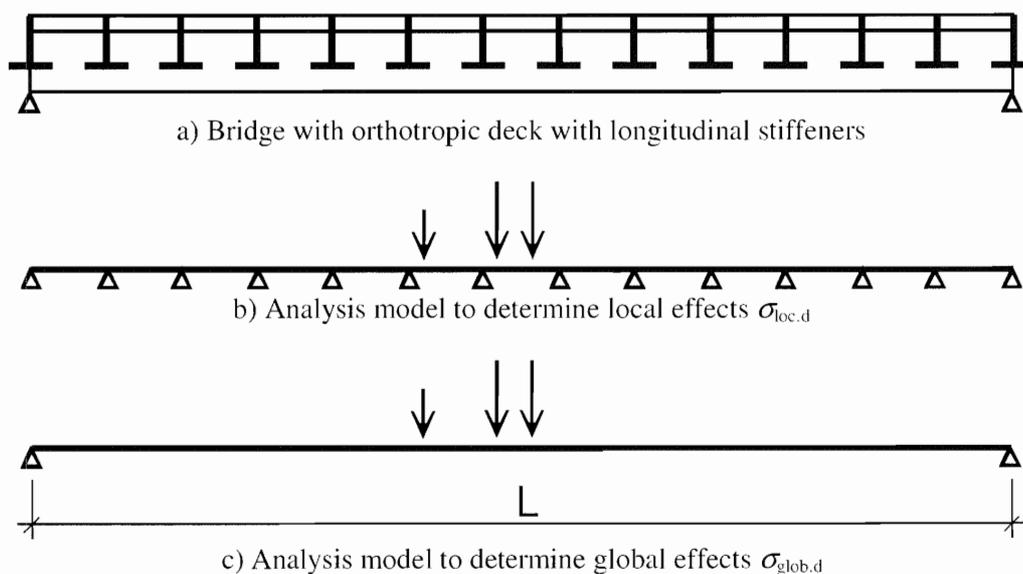 a) Bridge with orthotropic deck with longitudinal stiffeners
b) Analysis model to determine local effects σloc.d
L
c) Analysis model to determine global effects σglob.d